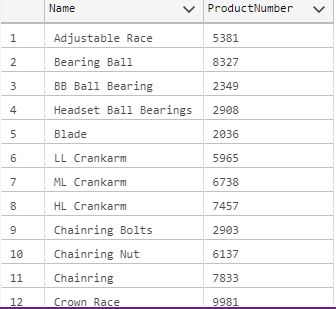 Name ProductNumber
1 Adjustable Race 5381
2 Bearing Ball 8327
3 BB Ball Bearing 2349
4 Headset Ball Bearings 2908
5 Blade 2036
6 LL Crankarm 5965
7 ML Crankarm 6738
8 HL Crankarm 7457
9 Chainring Bolts 2903
10 Chainring Nut 6137
11 Chainring 7833
12 Crown Race 9981